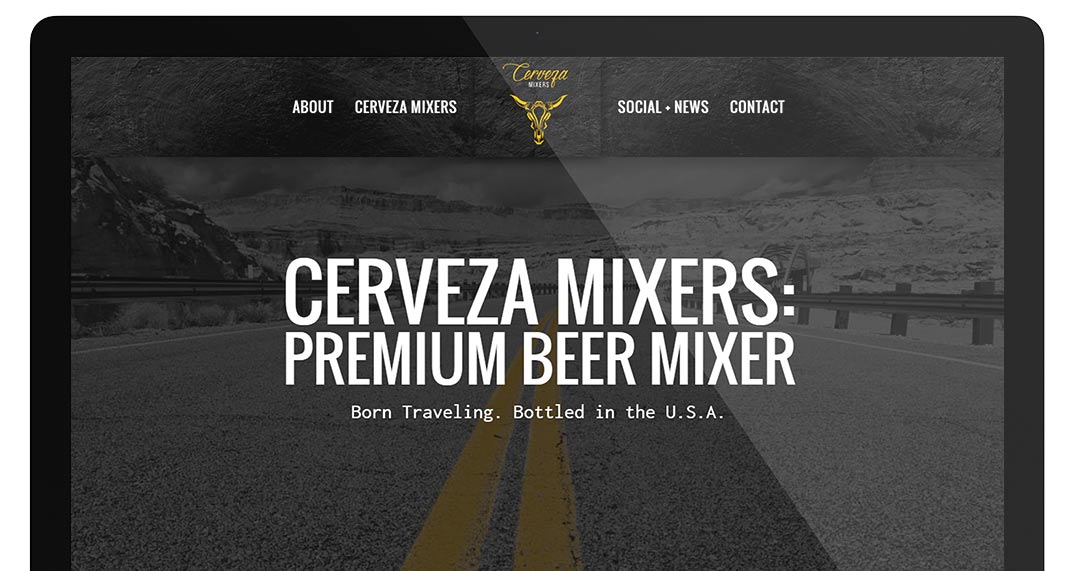 Cerveza
MIXERS
ABOUT CERVEZA MIXERS SOCIAL + NEWS CONTACT
CERVEZA MIXERS:
PREMIUM BEER MIXER
Born Traveling. Bottled in the U.S.A.